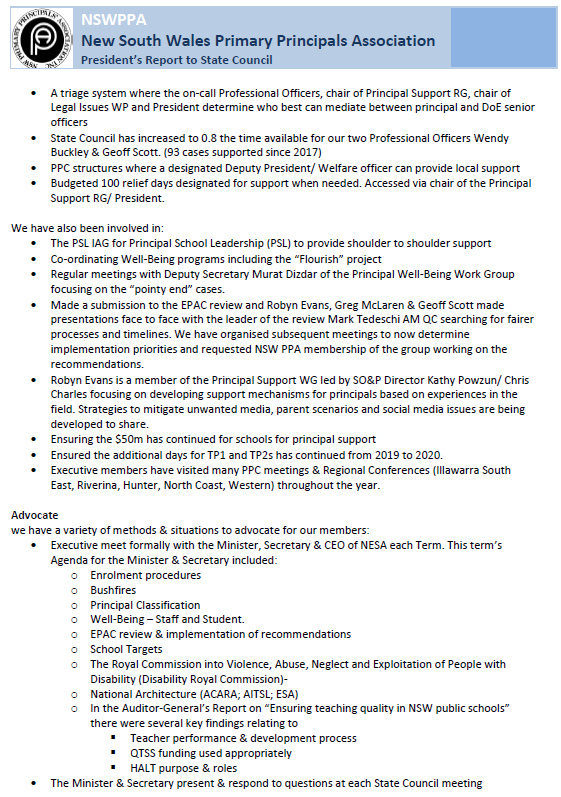 NSWPPA
New South Wales Primary Principals Association
President's Report to State Council
• A triage system where the on-call Professional Officers, chair of Principal Support RG, chair of
Legal Issues WP and President determine who best can mediate between principal and DoE senior
officers
• State Council has increased to 0.8 the time available for our two Professional Officers Wendy
Buckley & Geoff Scott. (93 cases supported since 2017)
• PPC structures where a designated Deputy President/ Welfare officer can provide local support
• Budgeted 100 relief days designated for support when needed. Accessed via chair of the Principal
Support RG/ President.
We have also been involved in:
• The PSL IAG for Principal School Leadership (PSL) to provide shoulder to shoulder support
• Co-ordinating Well-Being programs including the "Flourish" project
• Regular meetings with Deputy Secretary Murat Dizdar of the Principal Well-Being Work Group
focusing on the "pointy end" cases.
• Made a submission to the EPAC review and Robyn Evans, Greg McLaren & Geoff Scott made
presentations face to face with the leader of the review Mark Tedeschi AM QC searching for fairer
processes and timelines. We have organised subsequent meetings to now determine
implementation priorities and requested NSW PPA membership of the group working on the
recommendations.
• Robyn Evans is a member of the Principal Support WG led by SO&P Director Kathy Powzun/ Chris
Charles focusing on developing support mechanisms for principals based on experiences in the
field. Strategies to mitigate unwanted media, parent scenarios and social media issues are being
developed to share.
• Ensuring the $50m has continued for schools for principal support
• Ensured the additional days for TP1 and TP2s has continued from 2019 to 2020.
• Executive members have visited many PPC meetings & Regional Conferences (Illawarra South
East, Riverina, Hunter, North Coast, Western) throughout the year.
Advocate
we have a variety of methods & situations to advocate for our members:
• Executive meet formally with the Minister, Secretary & CEO of NESA each Term. This term's
Agenda for the Minister & Secretary included:
o Enrolment procedures
o Bushfires
o Principal Classification
o Well-Being – Staff and Student.
o EPAC review & implementation of recommendations
o School Targets
o The Royal Commission into Violence, Abuse, Neglect and Exploitation of People with
Disability (Disability Royal Commission)-
o National Architecture (ACARA; AITSL; ESA)
o In the Auditor-General's Report on "Ensuring teaching quality in NSW public schools"
there were several key findings relating to
▪ Teacher performance & development process
▪ QTSS funding used appropriately
▪ HALT purpose & roles
• The Minister & Secretary present & respond to questions at each State Council meeting